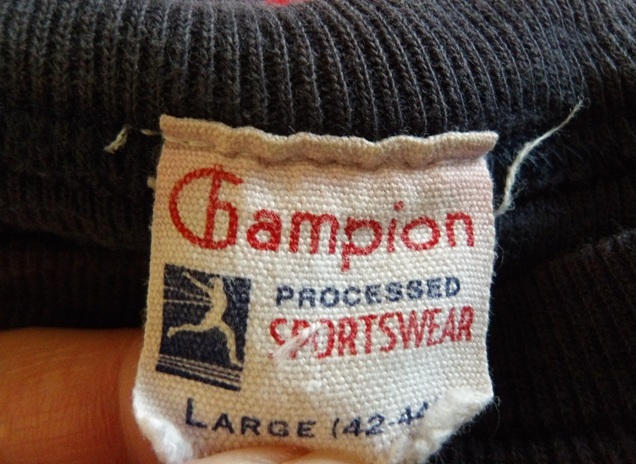 Champion
PROCESSED
SPORTSWEAR
LARGE (42-44